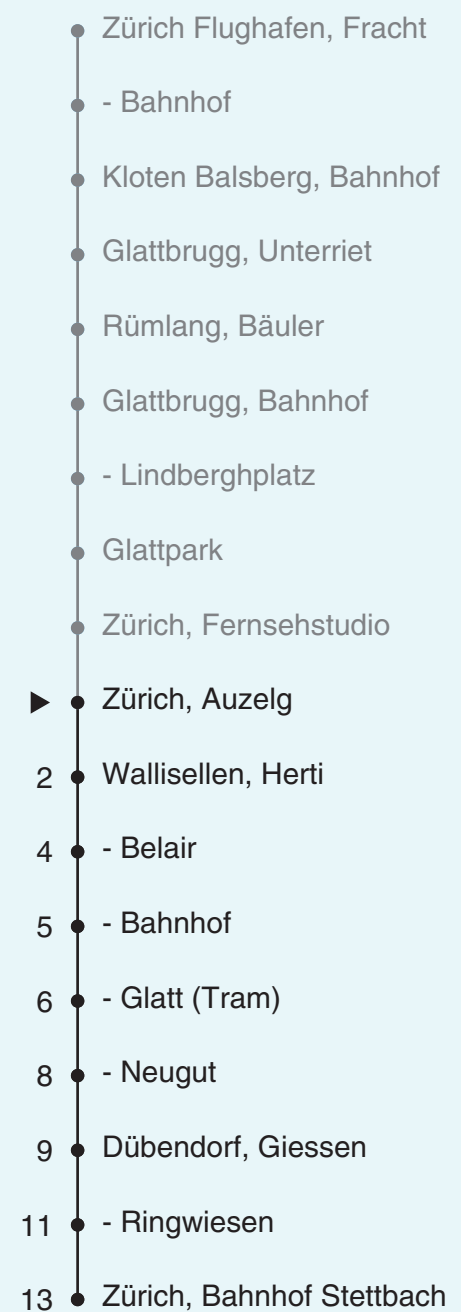 Zürich Flughafen, Fracht
- Bahnhof
Kloten Balsberg, Bahnhof
Glattbrugg, Unterriet
Rümlang, Bäuler
Glattbrugg, Bahnhof
- Lindberghplatz
Glattpark
Zürich, Fernsehstudio
Zürich, Auzelg
2 Wallisellen, Herti
4 - Belair
5 - Bahnhof
6 - Glatt (Tram)
8 - Neugut
9 Dübendorf, Giessen
11 - Ringwiesen
13 Zürich, Bahnhof Stettbach